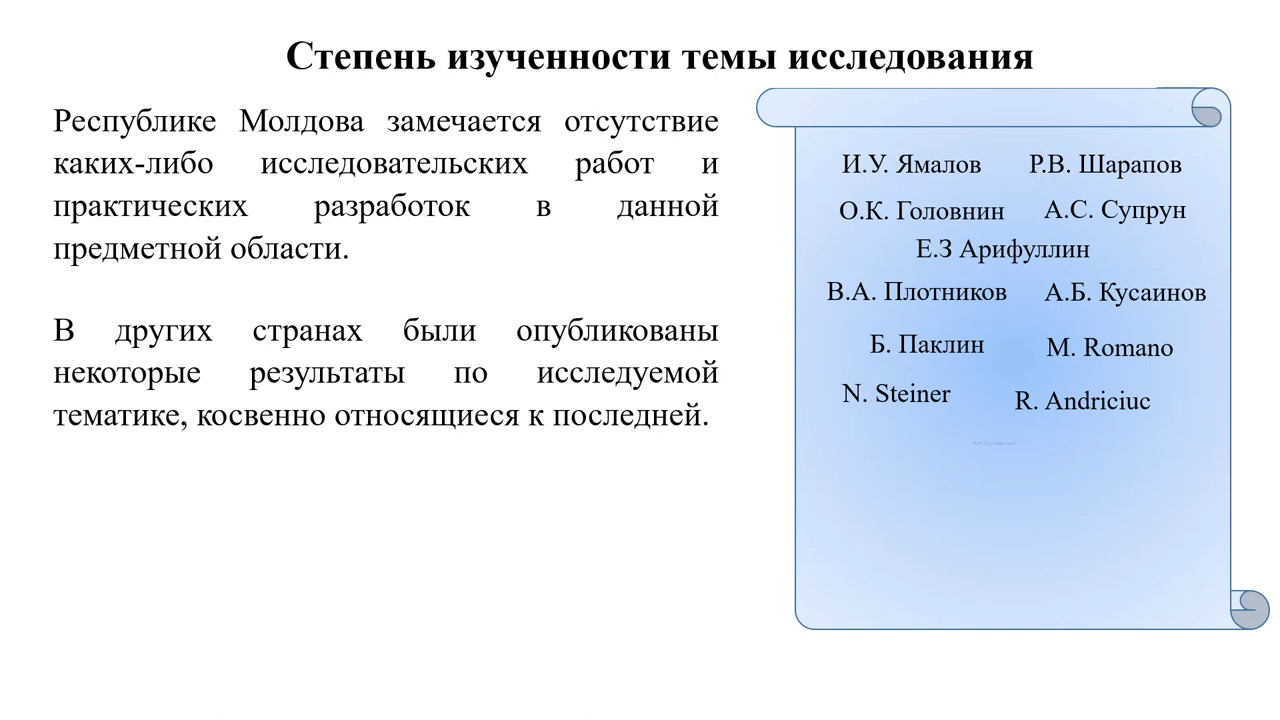 Степень изученности темы исследования
Республике Молдова замечается отсутствие
каких-либо исследовательских работ и
практических разработок в данной
предметной области.
В других странах были опубликованы
некоторые результаты по исследуемой
тематике, косвенно относящиеся к последней.
И.У. Ямалов Р.В. Шарапов
О.К. Головнин А.С. Супрун
Е.З Арифуллин
В.А. Плотников А.Б. Кусаинов
Б. Паклин M. Romano
N. Steiner R. Andriciuc